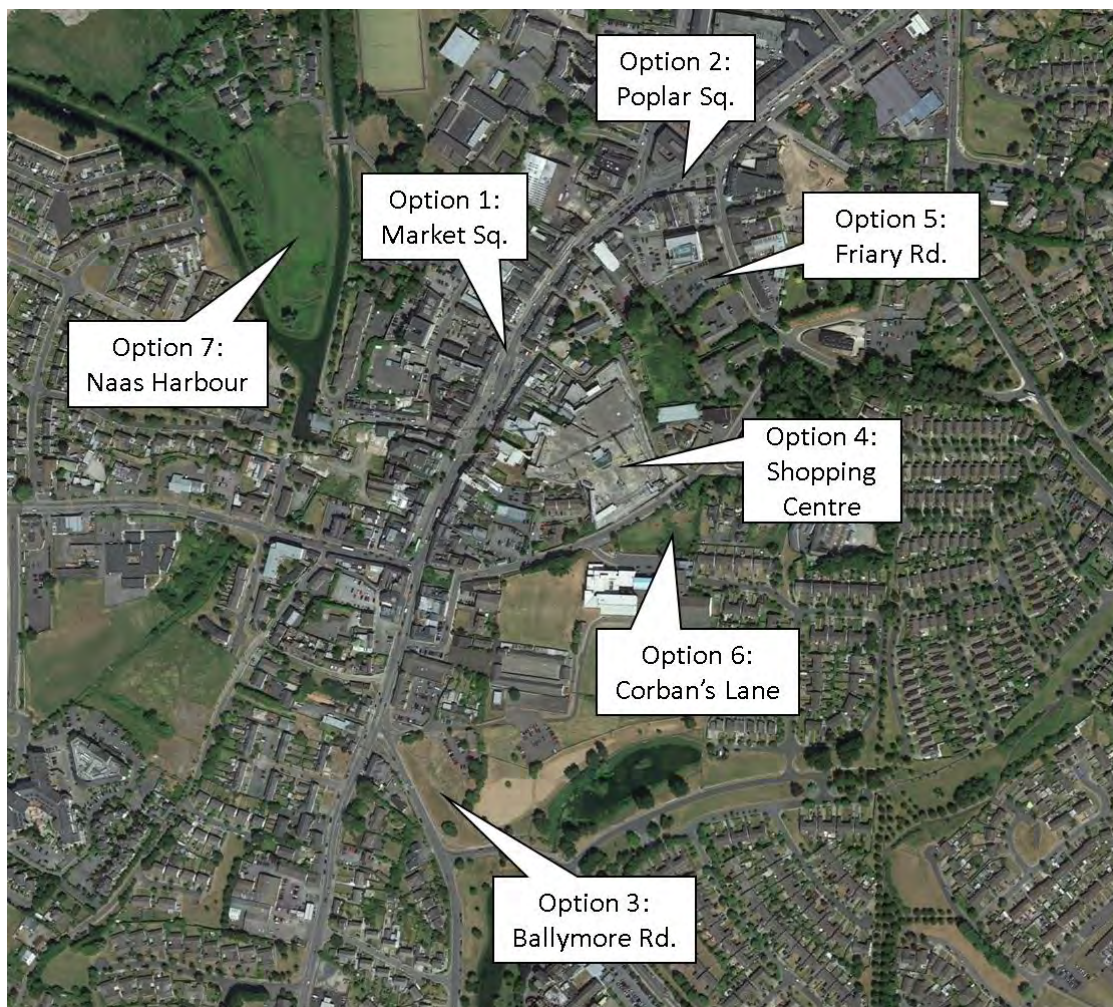 Option 2:
Poplar Sq.
Option 1:
Market Sq.
Option 5:
Friary Rd.
Option 7:
Naas Harbour
Option 4:
Shopping
Centre
Option 6:
Corban's Lane
Option 3:
Ballymore Rd.